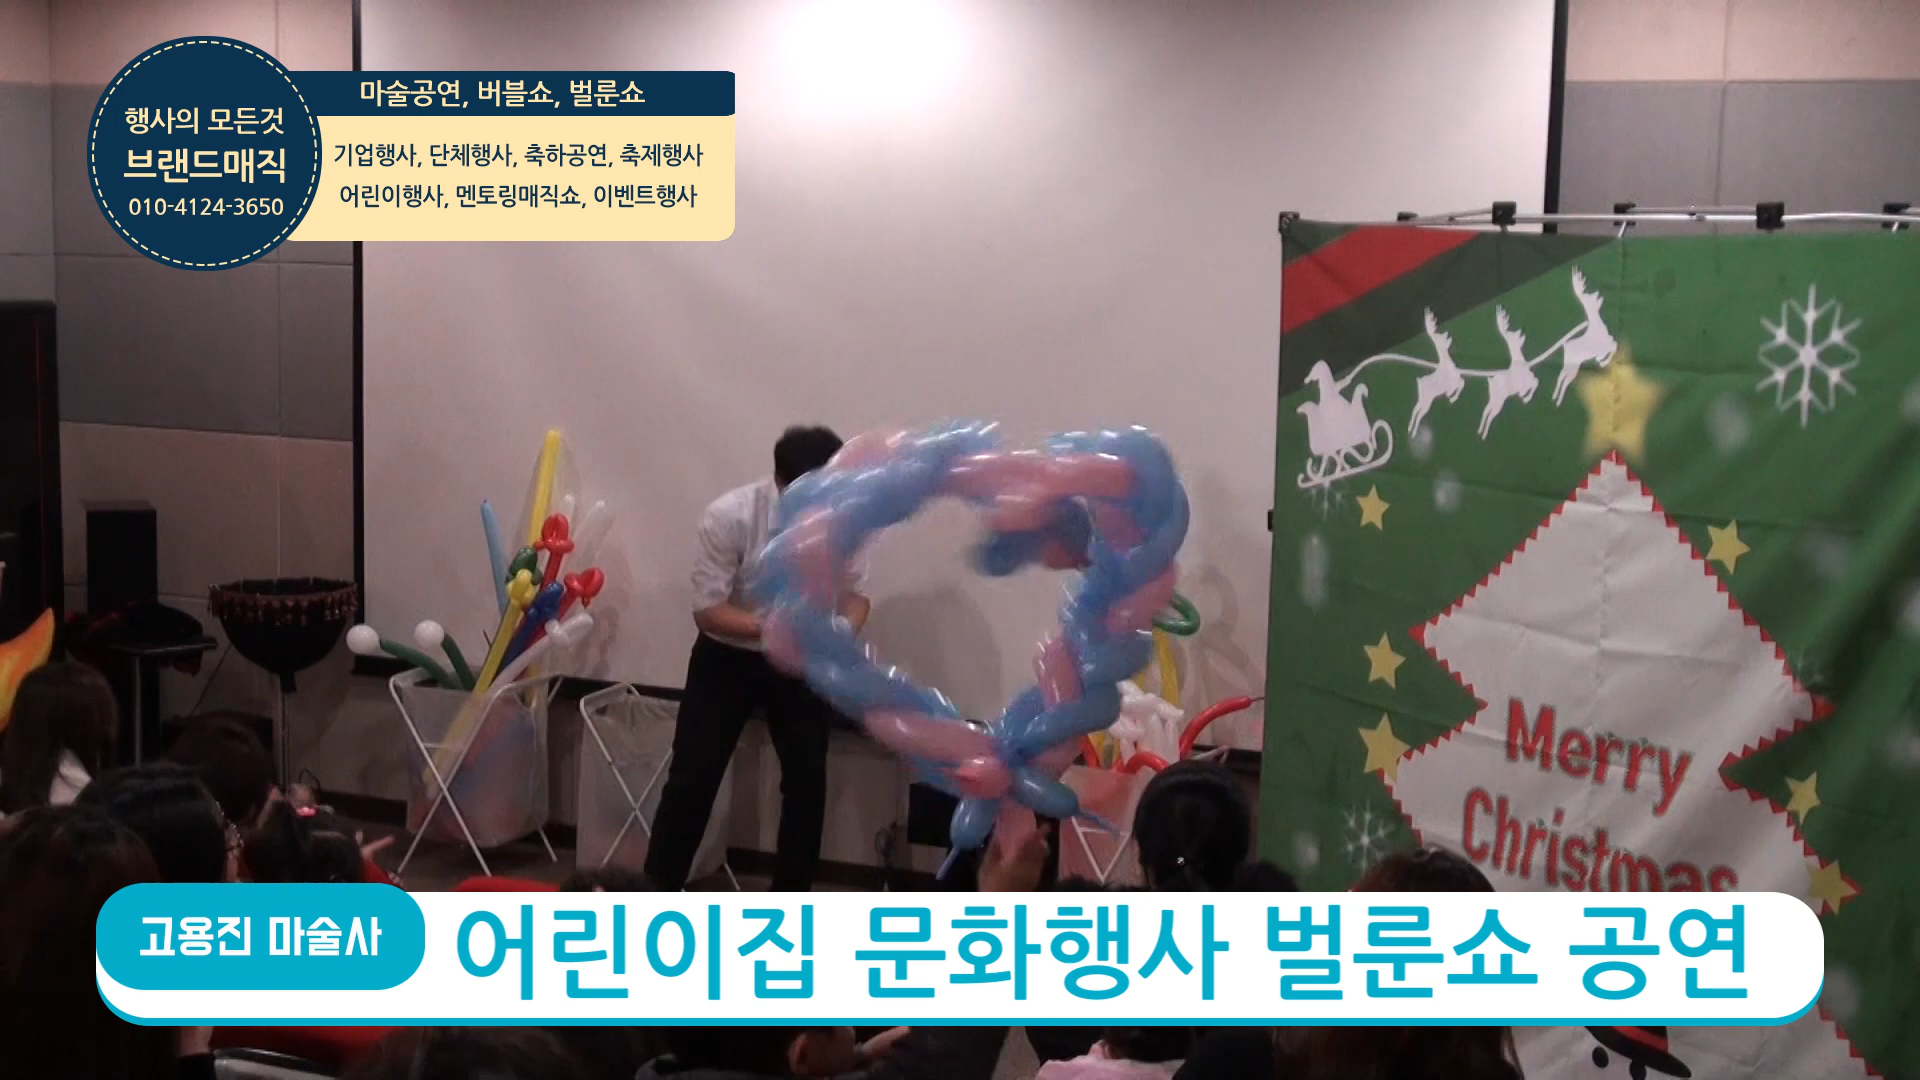 행사의 모든것
브랜드매직
010-4124-3650
마술공연, 버블쇼, 벌룬쇼
기업행사, 단체행사, 축하공연, 축제행사
어린이행사, 멘토링매직쇼, 이벤트행사
Merry
Christmas
고용진 마술사
어린이집 문화행사 벌룬쇼 공연